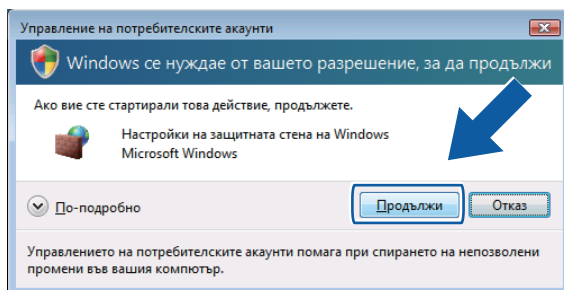 Управление на потребителските акаунти
Windows се нуждае от вашето разрешение, за да продължи
Ако вие сте стартирали това действие, продължете.
Настройки на защитната стена на Windows
Microsoft Windows
По-подробно
Продължи
Отказ
Управлението на потребителските акаунти помага при спирането на непозволени
промени във вашия компютър.